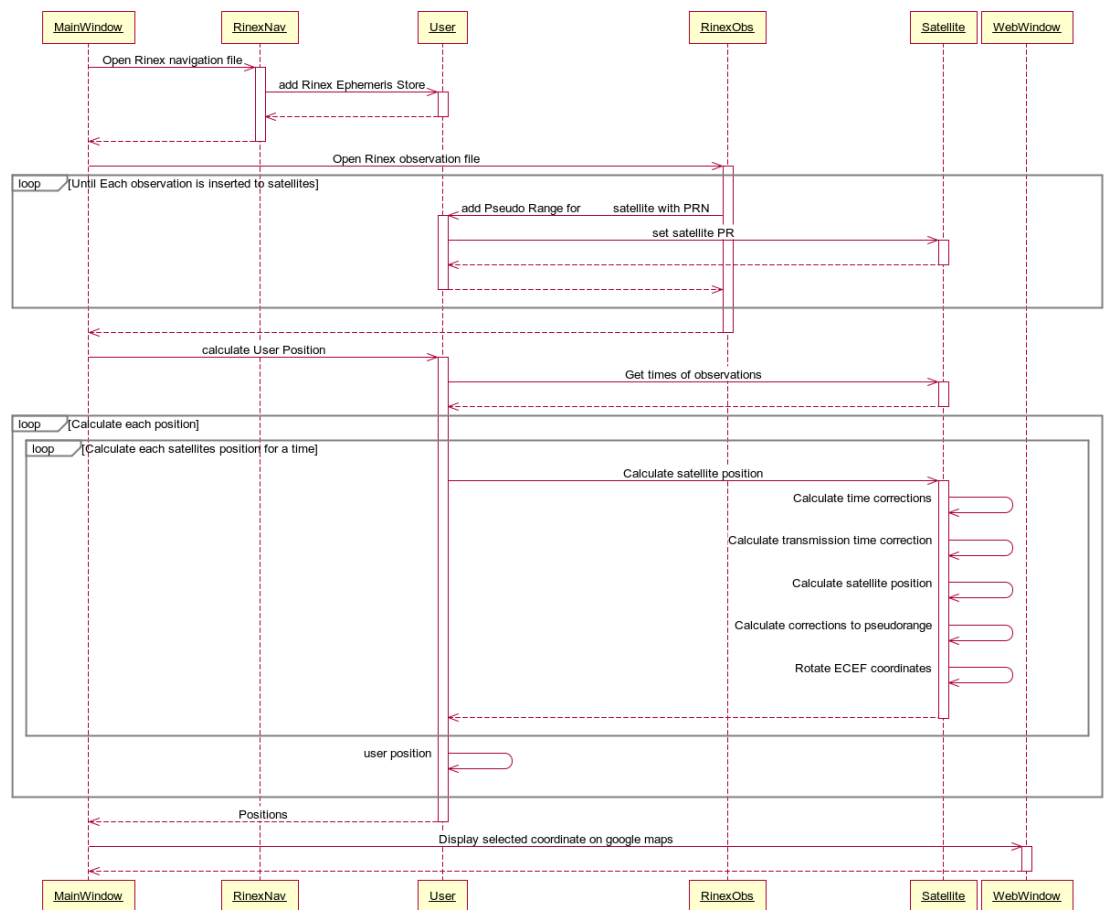 MainWindow RinexNav User RinexObs Satellite WebWindow
Open Rinex navigation file
add Rinex Ephemeris Store
Open Rinex observation file
loop [Until Each observation is inserted to satellites]
add Pseudo Range for satellite with PRN
set satellite PR
calculate User Position
Get times of observations
loop [Calculate each position]
loop [Calculate each satellites position for a time]
Calculate satellite position
Calculate time corrections
Calculate transmission time correction
Calculate satellite position
Calculate corrections to pseudorange
Rotate ECEF coordinates
user position
Positions
Display selected coordinate on google maps
MainWindow RinexNav User RinexObs Satellite WebWindow